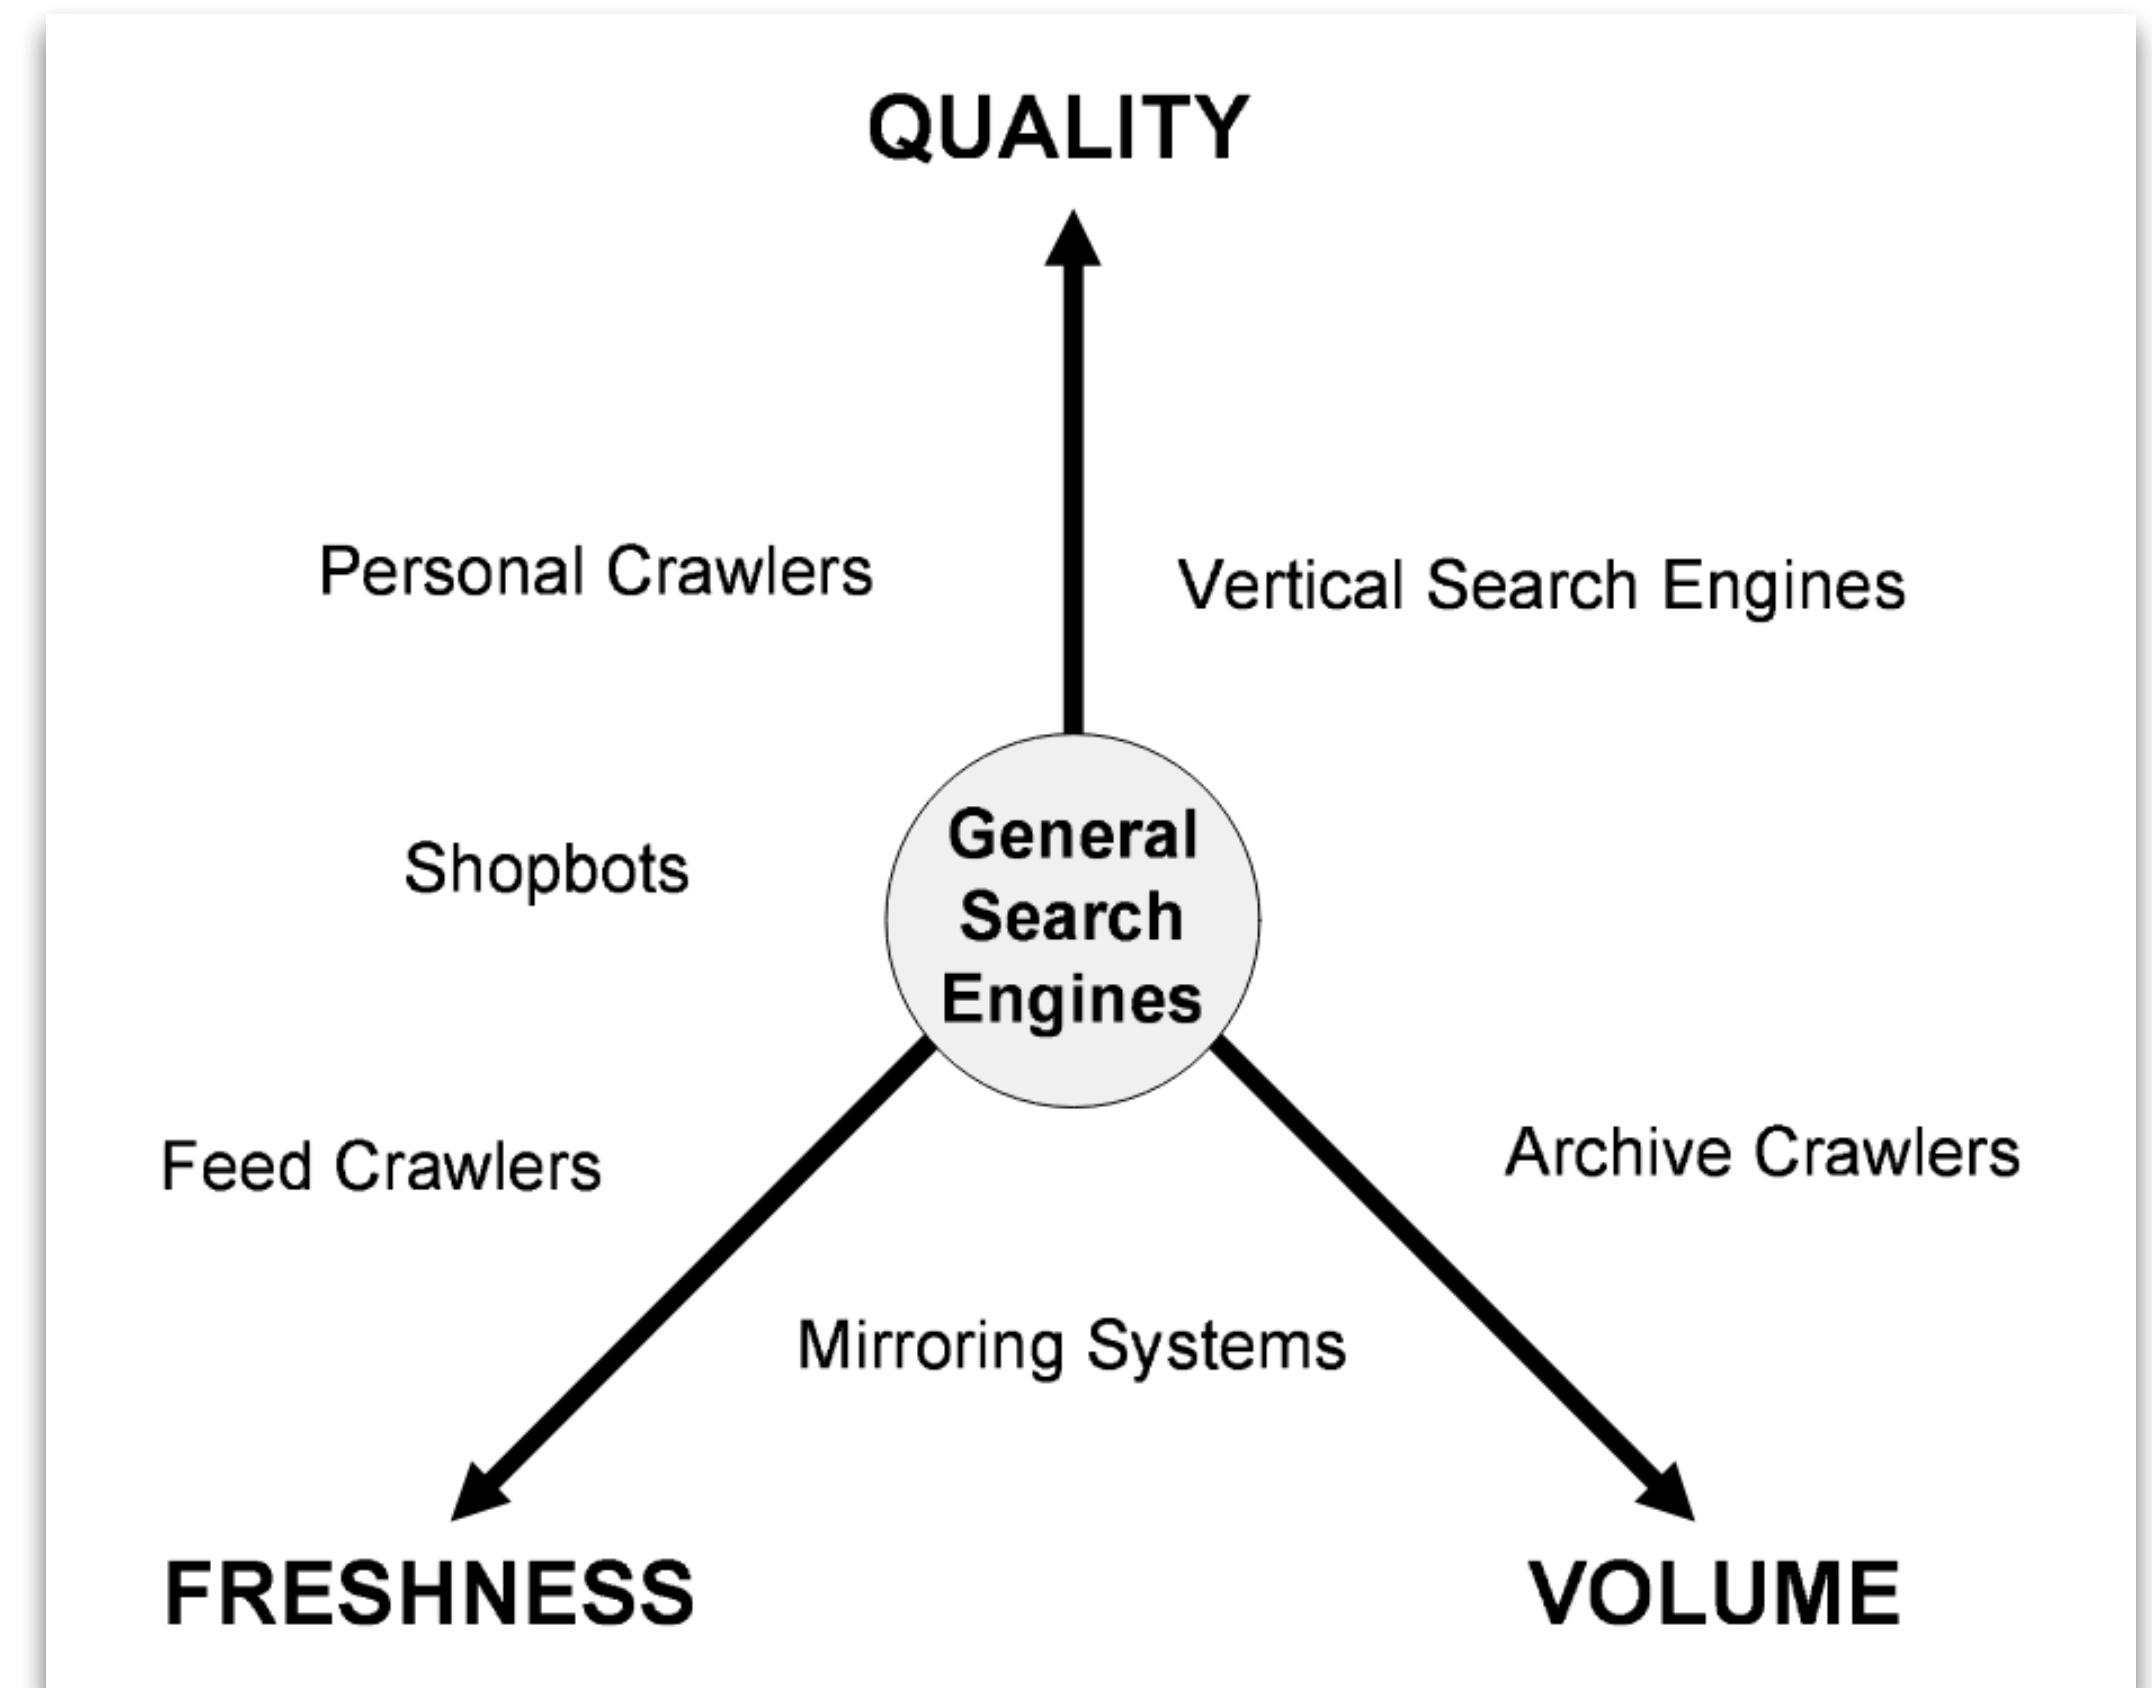 QUALITY
Personal Crawlers
Vertical Search Engines
General
Search
Engines
Shopbots
Feed Crawlers
Archive Crawlers
Mirroring Systems
FRESHNESS
VOLUME